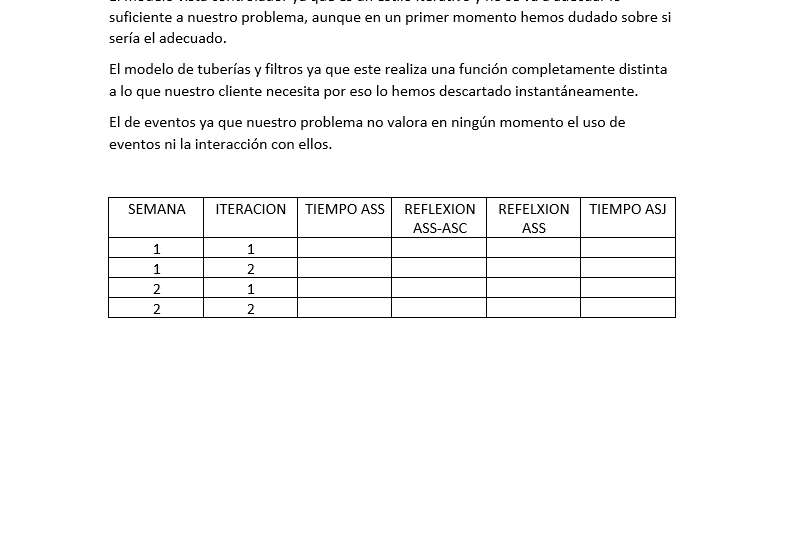 suficiente a nuestro problema, aunque en un primer momento hemos dudado sobre si
sería el adecuado.
El modelo de tuberías y filtros ya que este realiza una función completamente distinta
a lo que nuestro cliente necesita por eso lo hemos descartado instantáneamente.
El de eventos ya que nuestro problema no valora en ningún momento el uso de
eventos ni la interacción con ellos.
SEMANA ITERACION TIEMPO ASS REFLEXION ASS-ASC REFELXION ASS TIEMPO ASJ
1 1
1 2
2 1
2 2